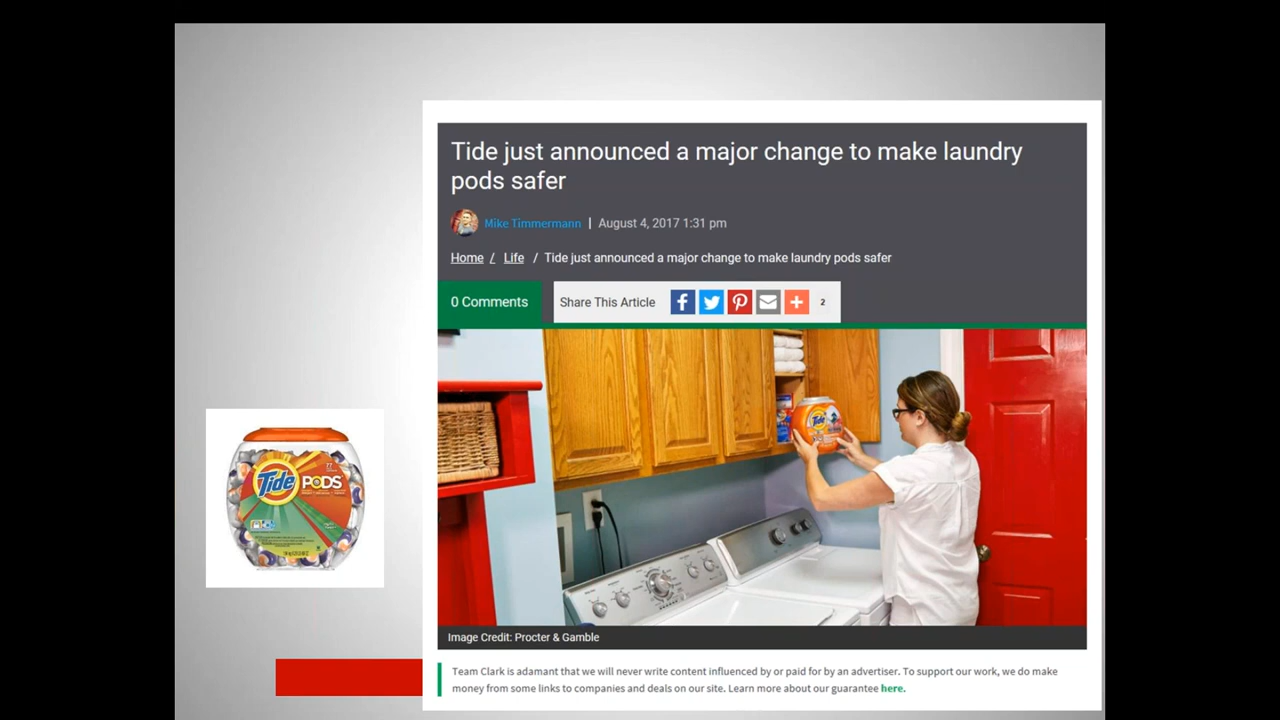 Tide just announced a major change to make laundry
pods safer
Mike Timmermann | August 4, 2017 1:31 pm
Home / Life / Tide just announced a major change to make laundry pods safer
0 Comments
Share This Article
2
Tide
Tide PODS
Image Credit: Procter & Gamble
Team Clark is adamant that we will never write content influenced by or paid for by an advertiser. To support our work, we do make
money from some links to companies and deals on our site. Learn more about our guarantee here.